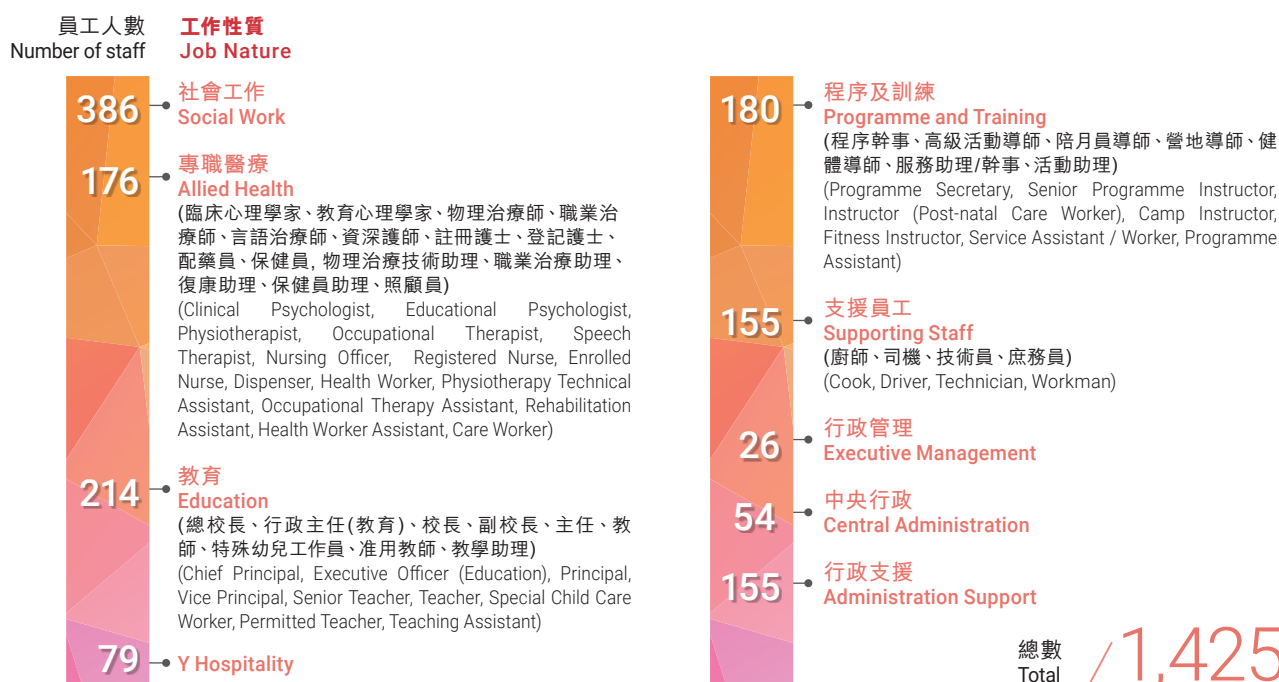 員工人數
Number of staff
工作性質
Job Nature
386
社會工作
Social Work
176
專職醫療
Allied Health
(臨床心理學家、教育心理學家、物理治療師、職業治
療師、言語治療師、資深護師、註冊護士、登記護士、
配藥員、保健員, 物理治療技術助理、職業治療助理、
復康助理、保健員助理、照顧員)
(Clinical Psychologist, Educational Psychologist,
Physiotherapist, Occupational Therapist, Speech
Therapist, Nursing Officer, Registered Nurse, Enrolled
Nurse, Dispenser, Health Worker, Physiotherapy Technical
Assistant, Occupational Therapy Assistant, Rehabilitation
Assistant, Health Worker Assistant, Care Worker)
214
教育
Education
(總校長、行政主任(教育)、校長、副校長、主任、教
師、特殊幼兒工作員、准用教師、教學助理)
(Chief Principal, Executive Officer (Education), Principal,
Vice Principal, Senior Teacher, Teacher, Special Child Care
Worker, Permitted Teacher, Teaching Assistant)
79
Y Hospitality
180
程序及訓練
Programme and Training
(程序幹事、高級活動導師、陪月員導師、營地導師、健
體導師、服務助理/幹事、活動助理)
(Programme Secretary, Senior Programme Instructor,
Instructor (Post-natal Care Worker), Camp Instructor,
Fitness Instructor, Service Assistant / Worker, Programme
Assistant)
155
支援員工
Supporting Staff
(廚師、司機、技術員、庶務員)
(Cook, Driver, Technician, Workman)
26
行政管理
Executive Management
54
中央行政
Central Administration
155
行政支援
Administration Support
總數
Total
1,425